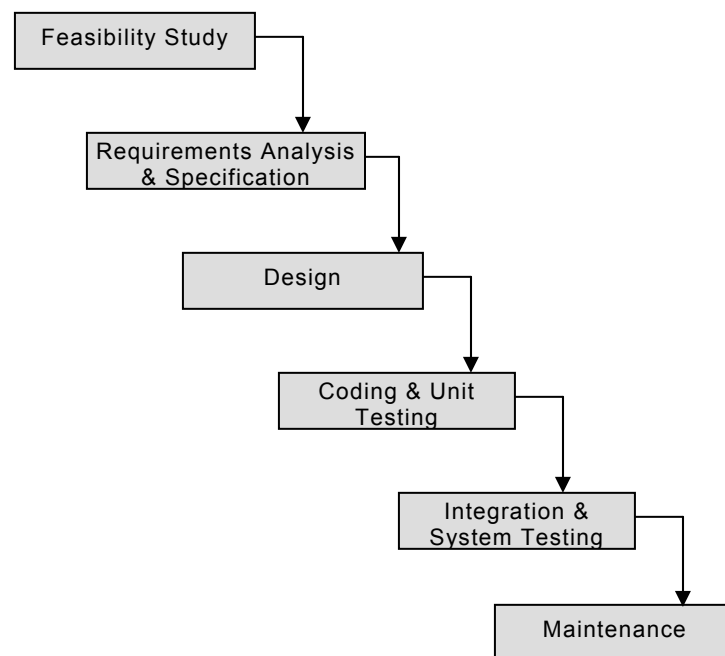 Feasibility Study
Requirements Analysis
& Specification
Design
Coding & Unit
Testing
Integration &
System Testing
Maintenance